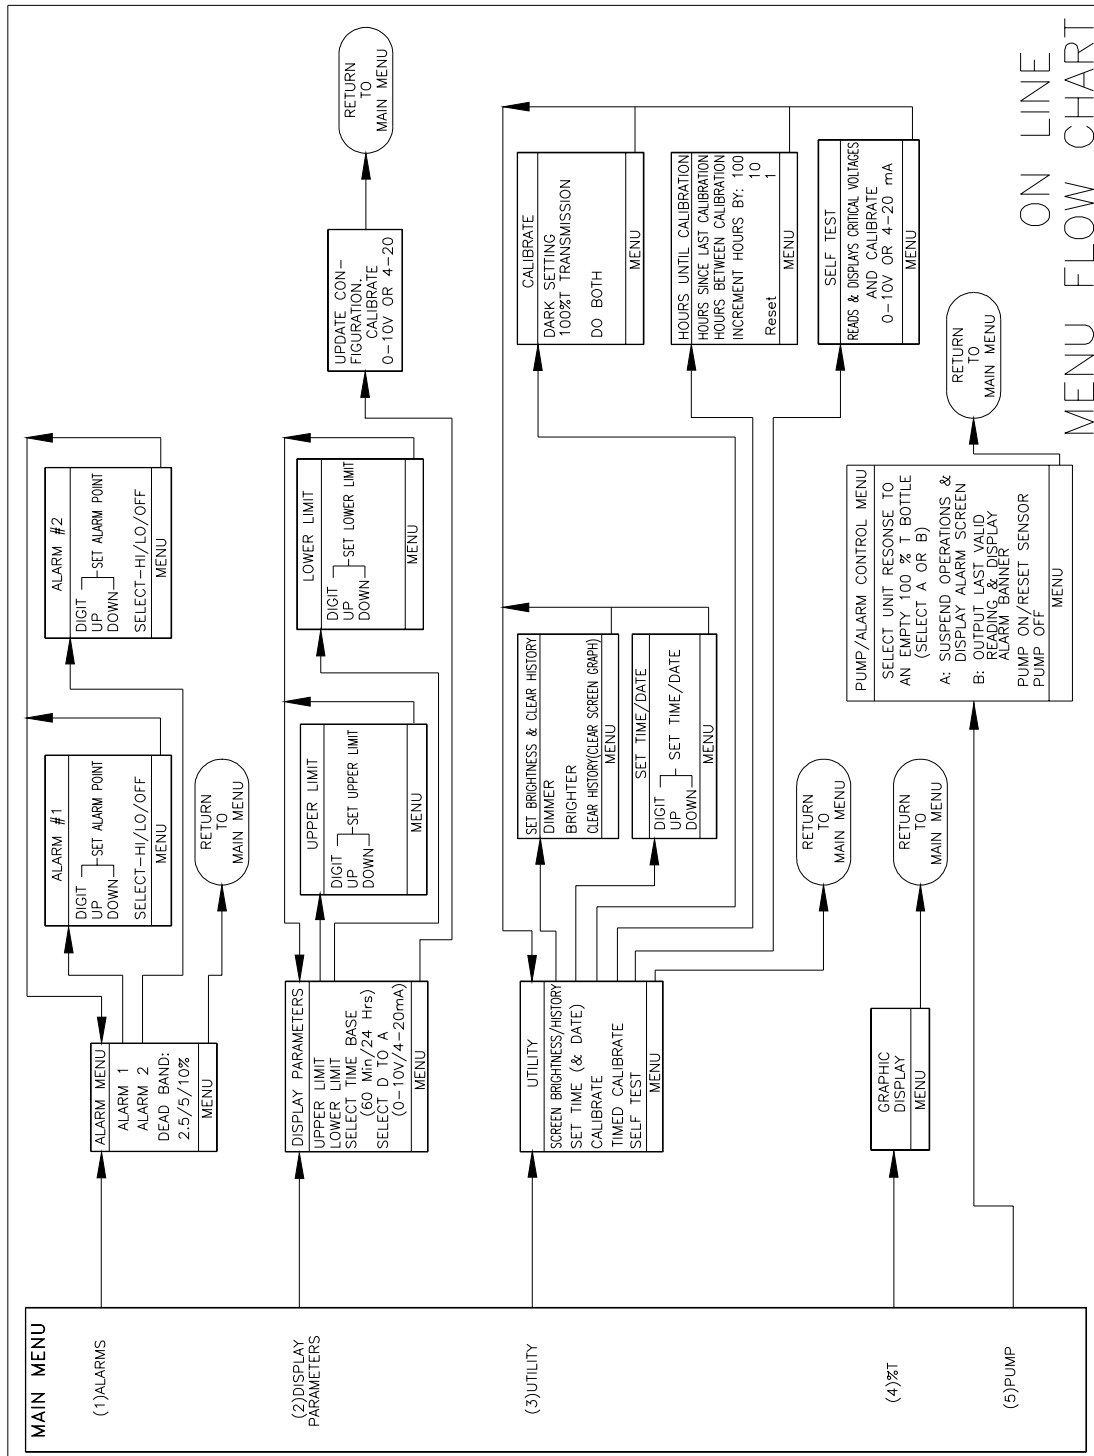 MAIN MENU
(1)ALARMS
(2)DISPLAY
PARAMETERS
(3)UTILITY
(4)%T
(5)PUMP
ALARM MENU
ALARM 1
ALARM 2
DEAD BAND:
2.5/5/10%
MENU
ALARM #1
DIGIT
UP
DOWN
SET ALARM POINT
SELECT-HI/LO/OFF
MENU
ALARM #2
DIGIT
UP
DOWN
SET ALARM POINT
SELECT-HI/LO/OFF
MENU
RETURN
TO
MAIN MENU
DISPLAY PARAMETERS
UPPER LIMIT
LOWER LIMIT
SELECT TIME BASE
(60 Min/24 Hrs)
SELECT D TO A
(0-10V/4-20mA)
MENU
UPPER LIMIT
DIGIT
UP
DOWN
SET UPPER LIMIT
MENU
LOWER LIMIT
DIGIT
UP
DOWN
SET LOWER LIMIT
MENU
UPDATE CON-
FIGURATION.
CALIBRATE
0-10V OR 4-20
RETURN
TO
MAIN MENU
UTILITY
SCREEN BRIGHTNESS/HISTORY
SET TIME (& DATE)
CALIBRATE
TIMED CALIBRATE
SELF TEST
MENU
SET BRIGHTNESS & CLEAR HISTORY
DIMMER
BRIGHTER
CLEAR HISTORY(CLEAR SCREEN GRAPH)
MENU
SET TIME/DATE
DIGIT
UP
DOWN
SET TIME/DATE
MENU
CALIBRATE
DARK SETTING
100%T TRANSMISSION
DO BOTH
MENU
HOURS UNTIL CALIBRATION
HOURS SINCE LAST CALIBRATION
HOURS BETWEEN CALIBRATION
INCREMENT HOURS BY: 100
10
Reset 1
MENU
SELF TEST
READS & DISPLAYS CRITICAL VOLTAGES
AND CALIBRATE
0-10V OR 4-20 mA
MENU
RETURN
TO
MAIN MENU
GRAPHIC
DISPLAY
MENU
RETURN
TO
MAIN MENU
PUMP/ALARM CONTROL MENU
SELECT UNIT RESONSE TO
AN EMPTY 100 % T BOTTLE
(SELECT A OR B)
A: SUSPEND OPERATIONS &
DISPLAY ALARM SCREEN
B: OUTPUT LAST VALID
READING & DISPLAY
ALARM BANNER
PUMP ON/RESET SENSOR
PUMP OFF
MENU
RETURN
TO
MAIN MENU
ON LINE
MENU FLOW CHART